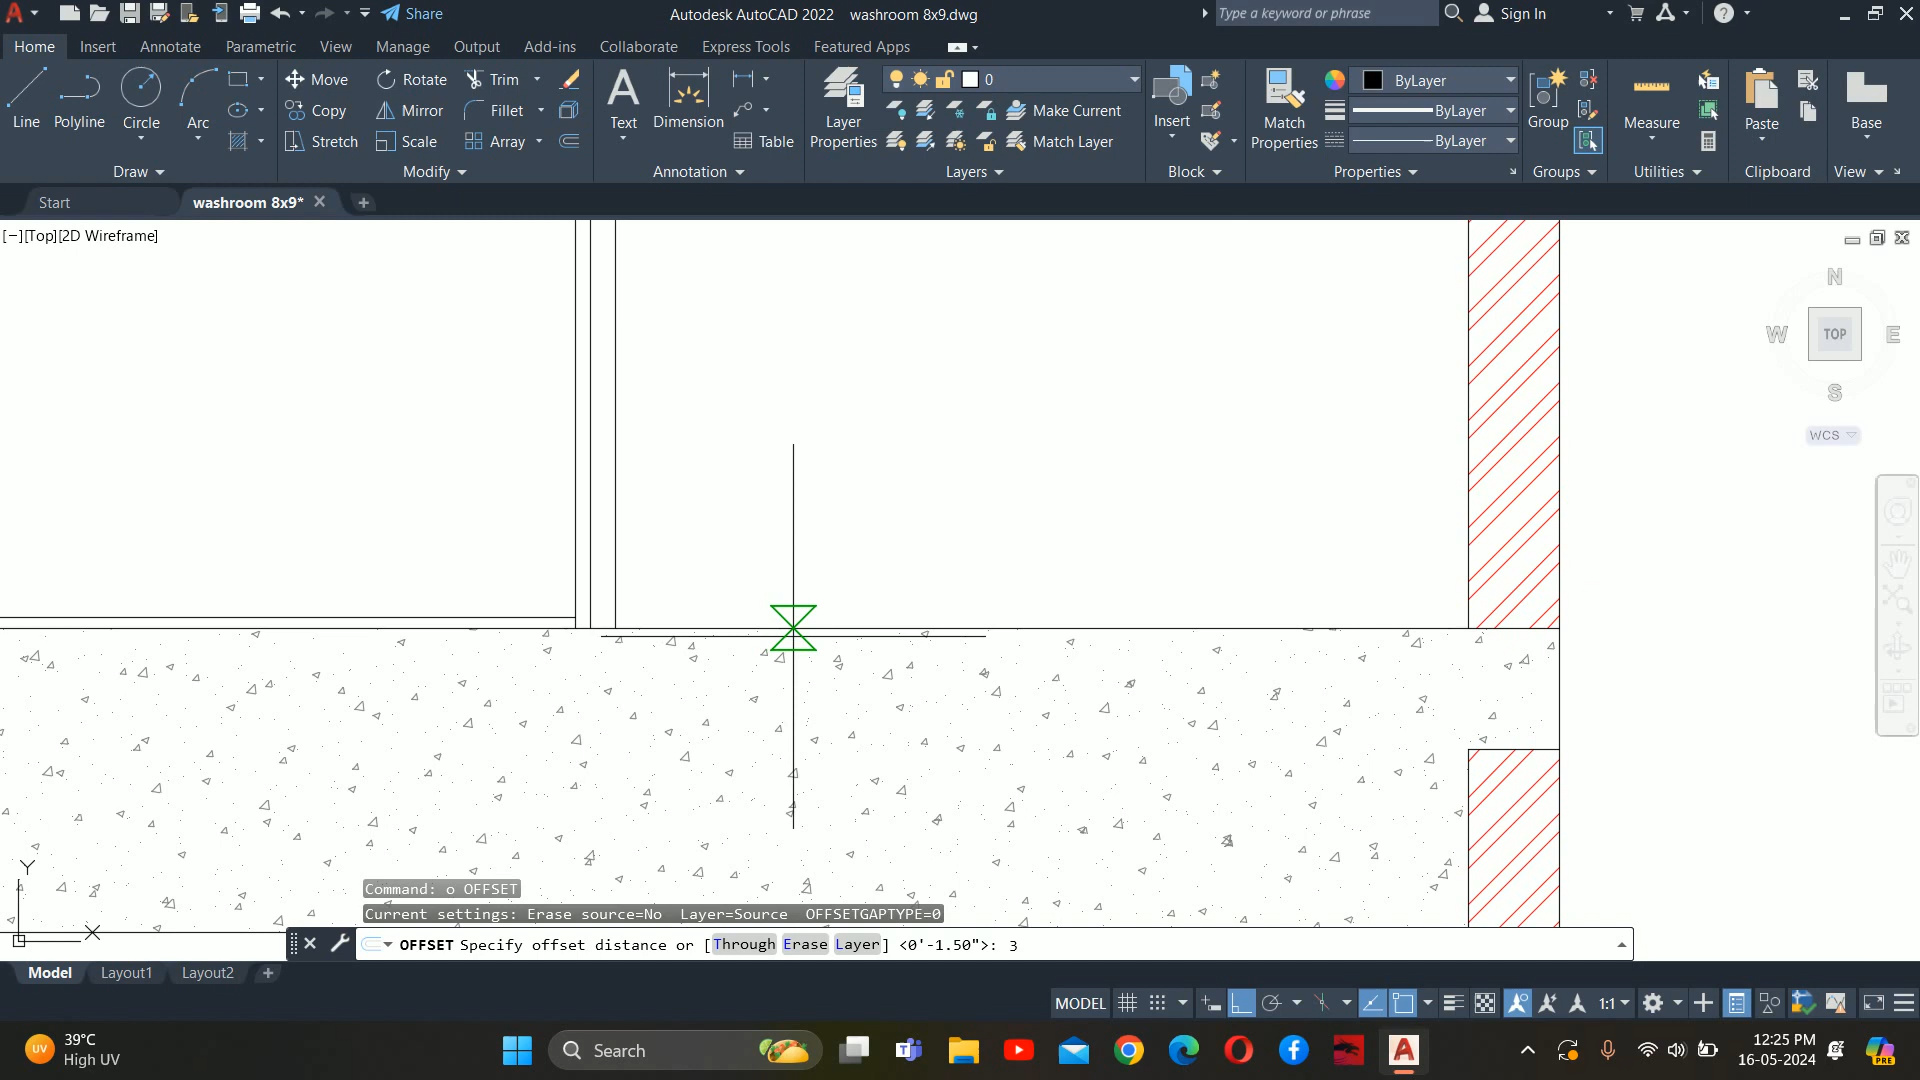 Share
Autodesk AutoCAD 2022 washroom 8x9.dwg
Type a keyword or phrase
Sign In
Home Insert Annotate Parametric View Manage Output Add-ins Collaborate Express Tools Featured Apps
Move Rotate Trim 0 ByLayer
Line Polyline Circle Arc Copy Mirror Fillet Text Dimension Layer Properties Make Current Insert Match Properties ByLayer Group Measure Paste Base
Stretch Scale Array Table Match Layer ByLayer
Draw Modify Annotation Layers Block Properties Groups Utilities Clipboard View
Start washroom 8x9*
[−][Top][2D Wireframe]
N
W TOP E
S
WCS
Y
X
Command: o OFFSET
Current settings: Erase source=No Layer=Source OFFSETGAPTYPE=0
OFFSET Specify offset distance or [Through Erase Layer] <0'-1.50">: 3
Model Layout1 Layout2
MODEL 1:1
UV
39°C
High UV
Search
12:25 PM
16-05-2024
PRE